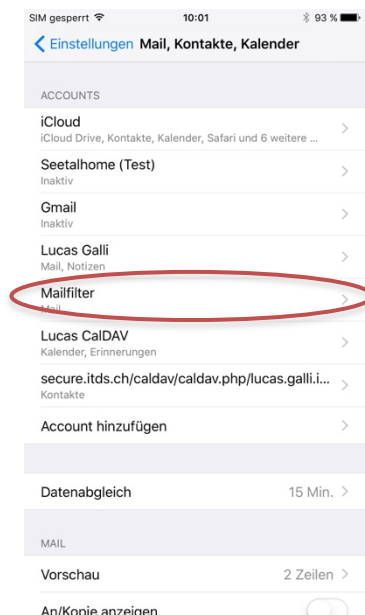 SIM gesperrt 10:01 93 %
Einstellungen Mail, Kontakte, Kalender
ACCOUNTS
iCloud
iCloud Drive, Kontakte, Kalender, Safari und 6 weitere ...
Seetalhome (Test)
Inaktiv
Gmail
Inaktiv
Lucas Galli
Mail, Notizen
Mailfilter
Mail
Lucas CalDAV
Kalender, Erinnerungen
secure.itds.ch/caldav/caldav.php/lucas.galli.i...
Kontakte
Account hinzufügen
Datenabgleich 15 Min.
MAIL
Vorschau 2 Zeilen
An/Kopie anzeigen